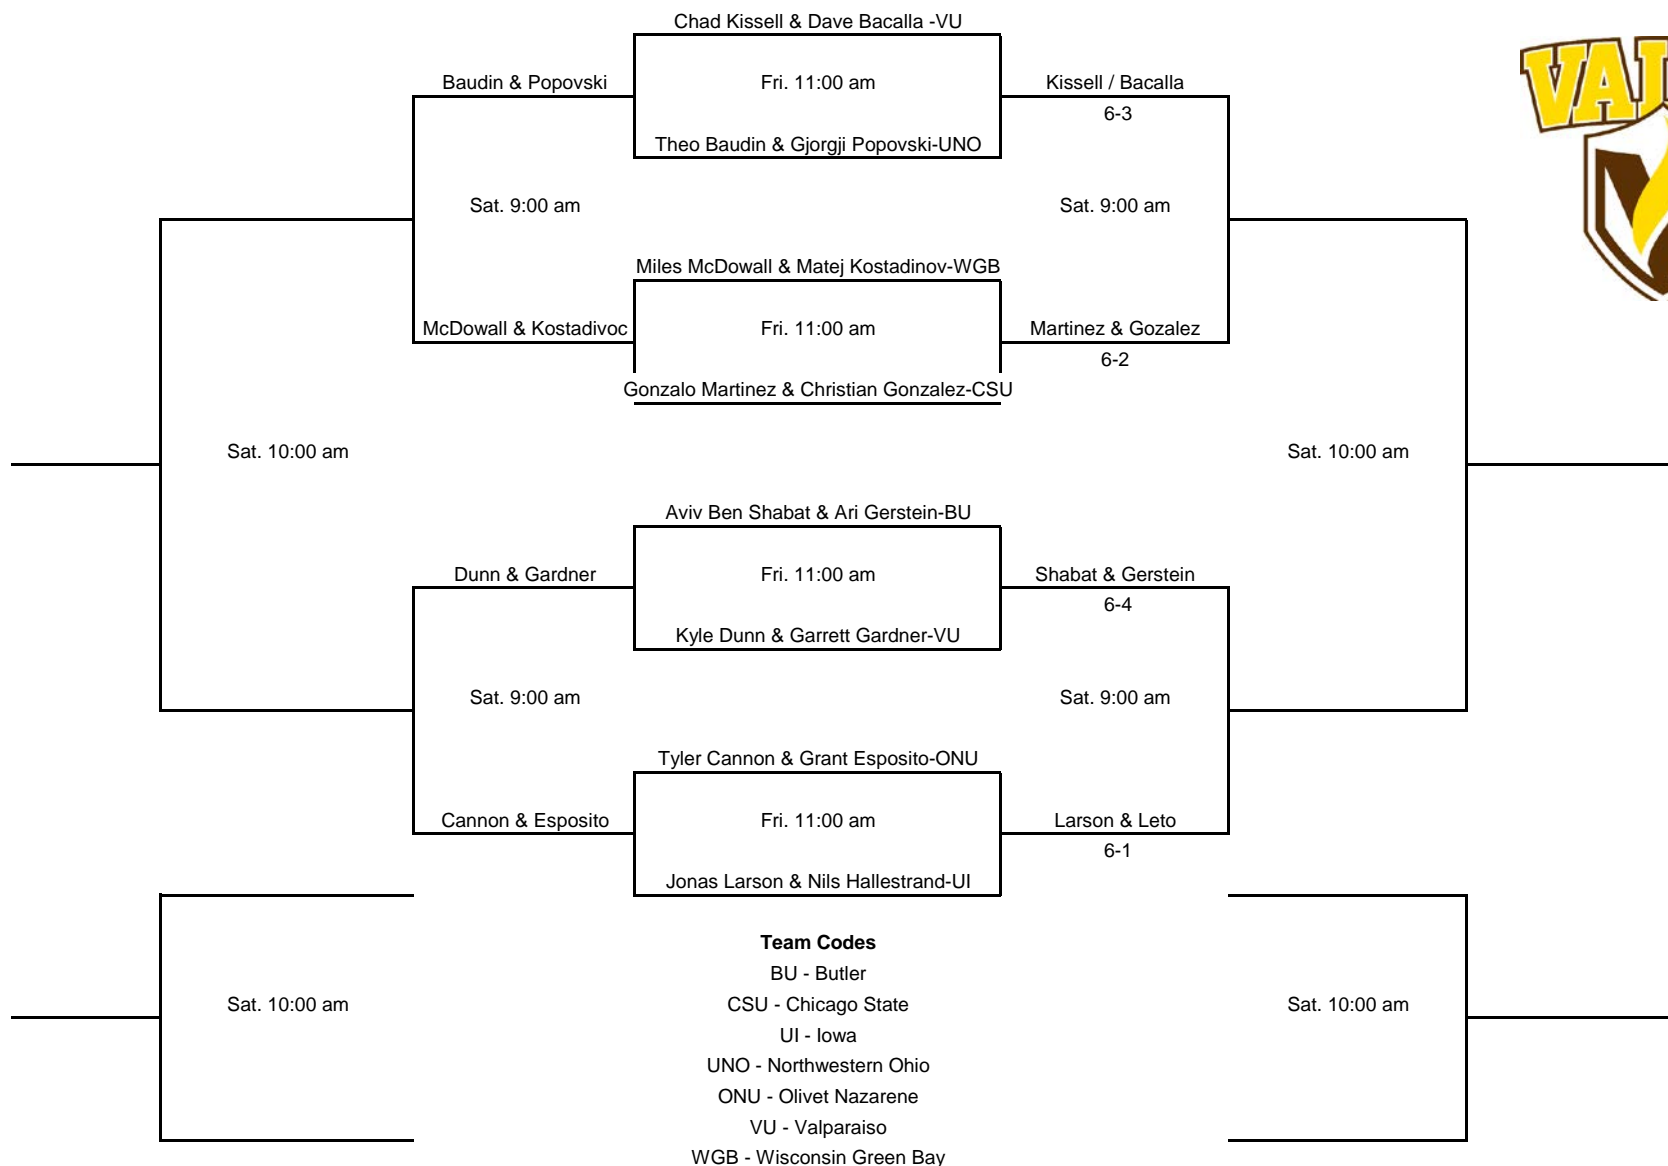 Chad Kissell & Dave Bacalla -VU
Baudin & Popovski
Fri. 11:00 am
Kissell / Bacalla
6-3
Theo Baudin & Gjorgji Popovski-UNO
Sat. 9:00 am
Sat. 9:00 am
Miles McDowall & Matej Kostadinov-WGB
McDowall & Kostadivoc
Fri. 11:00 am
Martinez & Gozalez
6-2
Gonzalo Martinez & Christian Gonzalez-CSU
Sat. 10:00 am
Sat. 10:00 am
Aviv Ben Shabat & Ari Gerstein-BU
Dunn & Gardner
Fri. 11:00 am
Shabat & Gerstein
6-4
Kyle Dunn & Garrett Gardner-VU
Sat. 9:00 am
Sat. 9:00 am
Tyler Cannon & Grant Esposito-ONU
Cannon & Esposito
Fri. 11:00 am
Larson & Leto
6-1
Jonas Larson & Nils Hallestrand-UI
Team Codes
BU - Butler
Sat. 10:00 am
CSU - Chicago State
Sat. 10:00 am
UI - Iowa
UNO - Northwestern Ohio
ONU - Olivet Nazarene
VU - Valparaiso
WGB - Wisconsin Green Bay